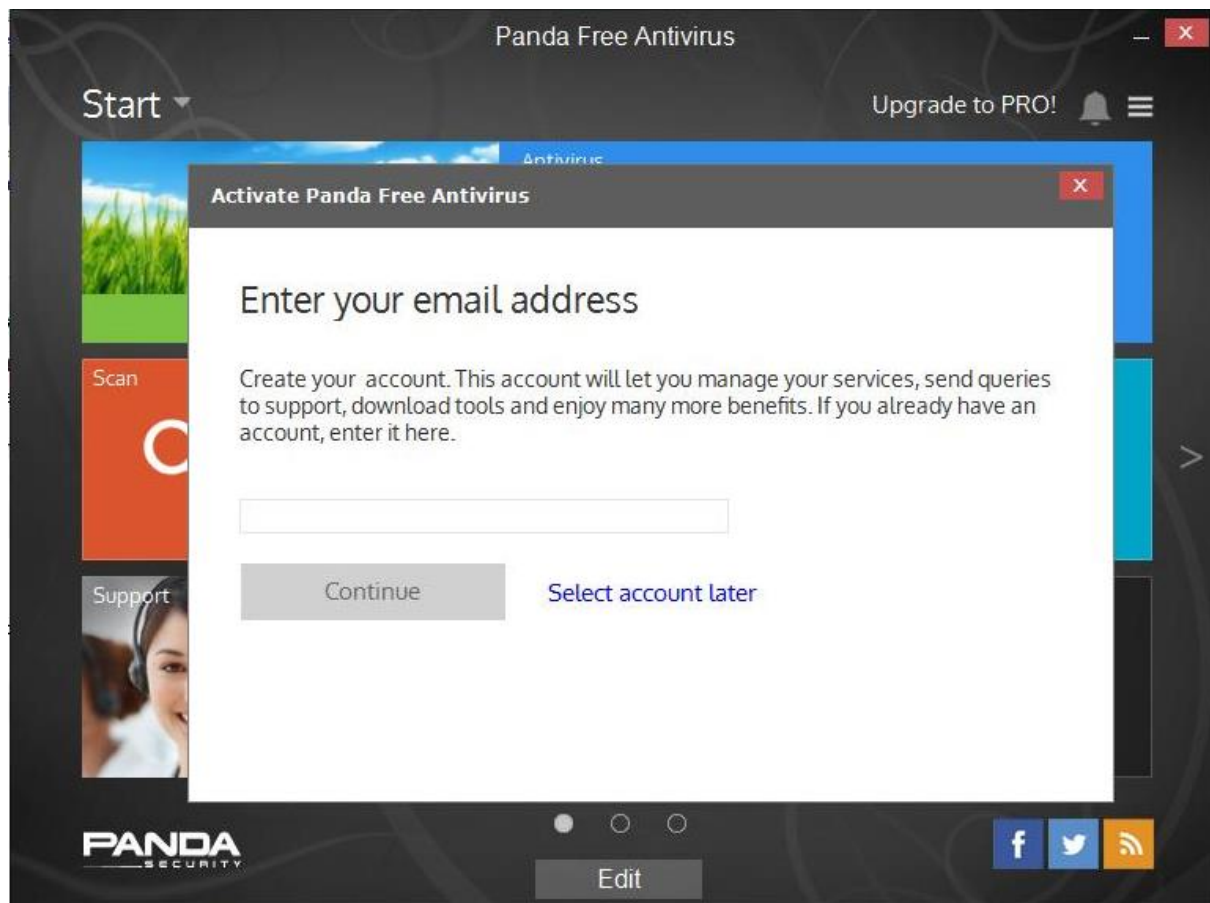 Panda Free Antivirus
Start
Upgrade to PRO!
Antivirus
Activate Panda Free Antivirus
Enter your email address
Scan
Create your account. This account will let you manage your services, send queries
to support, download tools and enjoy many more benefits. If you already have an
account, enter it here.
Continue
Select account later
Support
PANDA
SECURITY
Edit